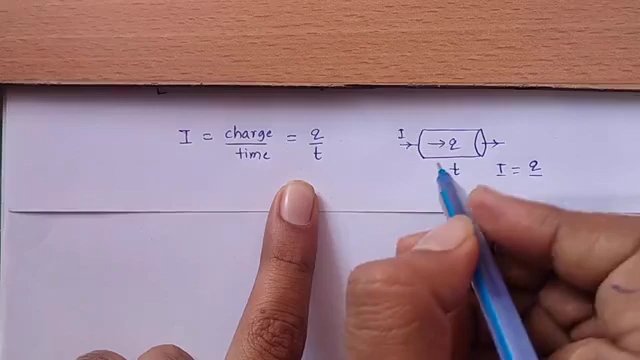 I = charge/time = q/t
I → q
t I = q